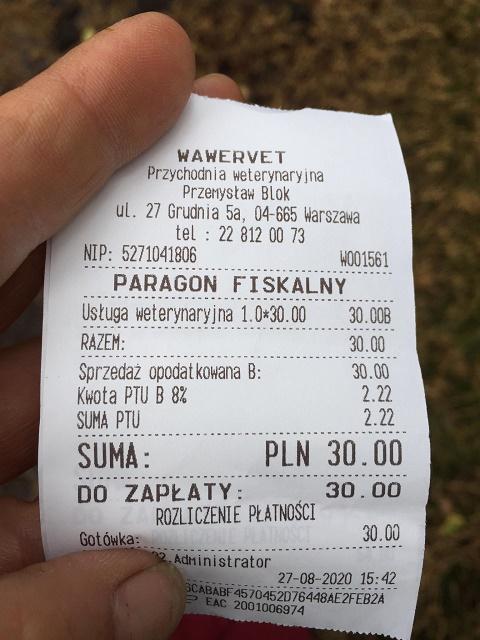 WAWERVET
Przychodnia weterynaryjna
Przemysław Blok
ul. 27 Grudnia 5a, 04-665 Warszawa
tel : 22 812 00 73
NIP: 5271041806 W001561
PARAGON FISKALNY
Usługa weterynaryjna 1.0*30.00 30.00B
RAZEM: 30.00
Sprzedaż opodatkowana B: 30.00
Kwota PTU B 8% 2.22
SUMA PTU 2.22
SUMA: PLN 30.00
DO ZAPŁATY: 30.00
ROZLICZENIE PŁATNOŚCI
Gotówka: 30.00
Administrator
27-08-2020 15:42
CABABF4570452D76448AE2FEB2A
EAC 2001006974